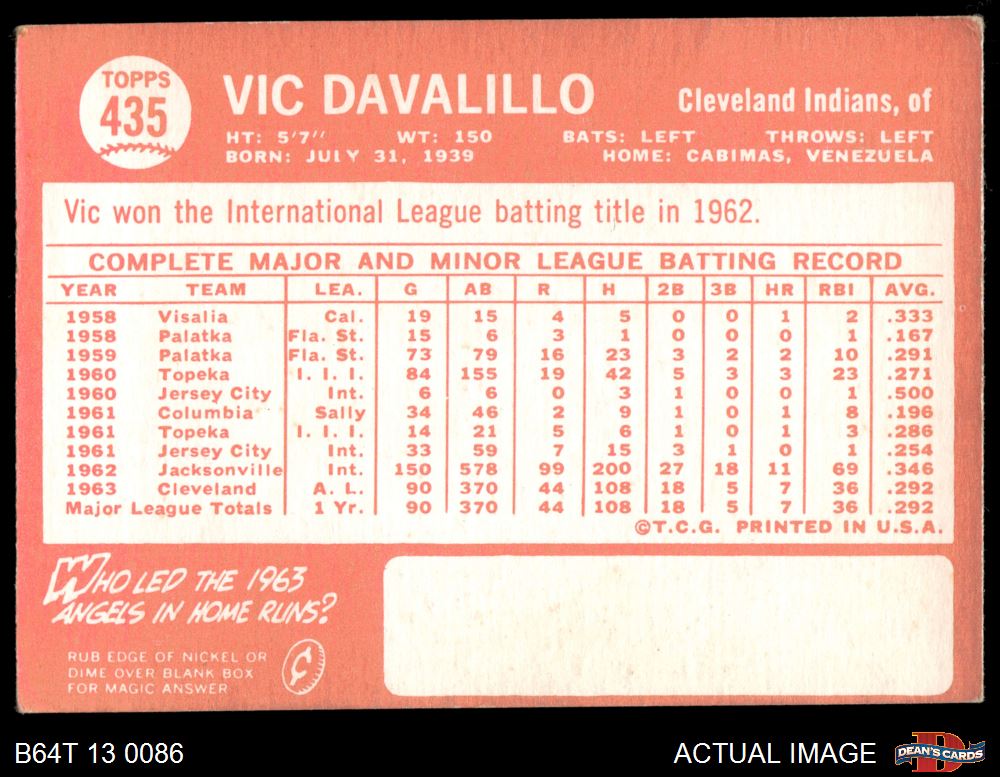 TOPPS
435
VIC DAVALILLO
Cleveland Indians, of
HT: 5'7" WT: 150 BATS: LEFT THROWS: LEFT
BORN: JULY 31, 1939 HOME: CABIMAS, VENEZUELA
Vic won the International League batting title in 1962.
COMPLETE MAJOR AND MINOR LEAGUE BATTING RECORD
YEAR TEAM LEA. G AB R H 2B 3B HR RBI AVG.
1958 Visalia Cal. 19 15 4 5 0 0 1 2 .333
1958 Palatka Fla. St. 15 6 3 1 0 0 0 1 .167
1959 Palatka Fla. St. 73 79 16 23 3 2 2 10 .291
1960 Topeka I. I. I. 84 155 19 42 5 3 3 23 .271
1960 Jersey City Int. 6 6 0 3 1 0 0 1 .500
1961 Columbia Sally 34 46 2 9 1 0 1 8 .196
1961 Topeka I. I. I. 14 21 5 6 1 0 1 3 .286
1961 Jersey City Int. 33 59 7 15 3 1 0 1 .254
1962 Jacksonville Int. 150 578 99 200 27 18 11 69 .346
1963 Cleveland A. L. 90 370 44 108 18 5 7 36 .292
Major League Totals 1 Yr. 90 370 44 108 18 5 7 36 .292
©T.C.G. PRINTED IN U.S.A.
WHO LED THE 1963
ANGELS IN HOME RUNS?
RUB EDGE OF NICKEL OR
DIME OVER BLANK BOX
FOR MAGIC ANSWER
¢
B64T 13 0086
ACTUAL IMAGE
D
DEAN'S CARDS